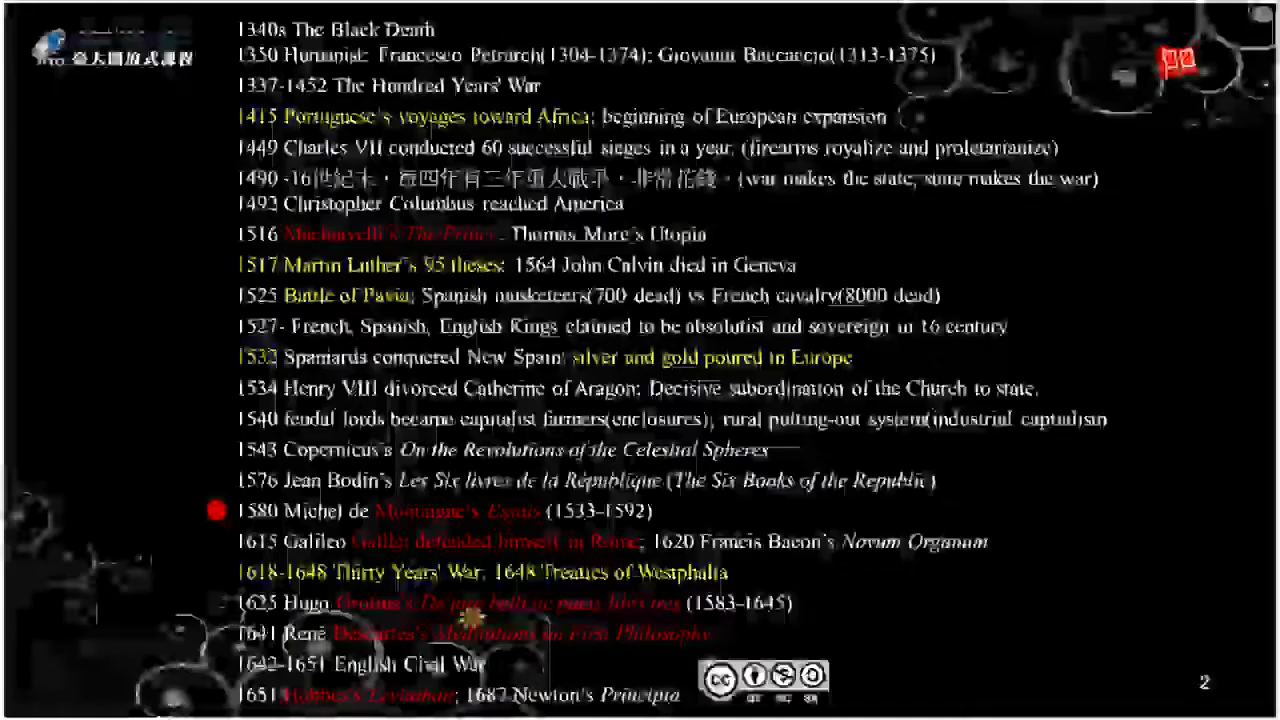 臺大開放式課程
1340s The Black Death
1350 Humanist: Francesco Petrarch(1304-1374); Giovanni Baccaccio(1313-1375)
1337-1452 The Hundred Years' War
1415 Portuguese's voyages toward Africa; beginning of European expansion
1449 Charles VII conducted 60 successful sieges in a year. (firearms royalize and proletarianize)
1490 -16世紀末，每四年有三年重大戰爭，非常花錢。(war makes the state, state makes the war)
1492 Christopher Columbus reached America
1516 Machiavelli's The Prince. Thomas More's Utopia
1517 Martin Luther's 95 theses; 1564 John Calvin died in Geneva
1525 Battle of Pavia; Spanish musketeers(700 dead) vs French cavalry(8000 dead)
1527- French, Spanish, English Kings claimed to be absolutist and sovereign in 16 century
1532 Spaniards conquered New Spain: silver and gold poured in Europe
1534 Henry VIII divorced Catherine of Aragon; Decisive subordination of the Church to state.
1540 feudal lords became capitalist farmers(enclosures), rural putting-out system(industrial capitalism
1543 Copernicus's On the Revolutions of the Celestial Spheres
1576 Jean Bodin's Les Six livres de la République (The Six Books of the Republic)
1580 Michel de Montaigne's Essais (1533-1592)
1615 Galileo Galilei defended himself in Rome; 1620 Francis Bacon's Novum Organum
1618-1648 Thirty Years' War; 1648 Treaties of Westphalia
1625 Hugo Grotius's De jure belli ac pacis libri tres (1583-1645)
1641 René Descartes's Meditations on First Philosophy
1642-1651 English Civil War
1651 Hobbes's Leviathan; 1687 Newton's Principia
2